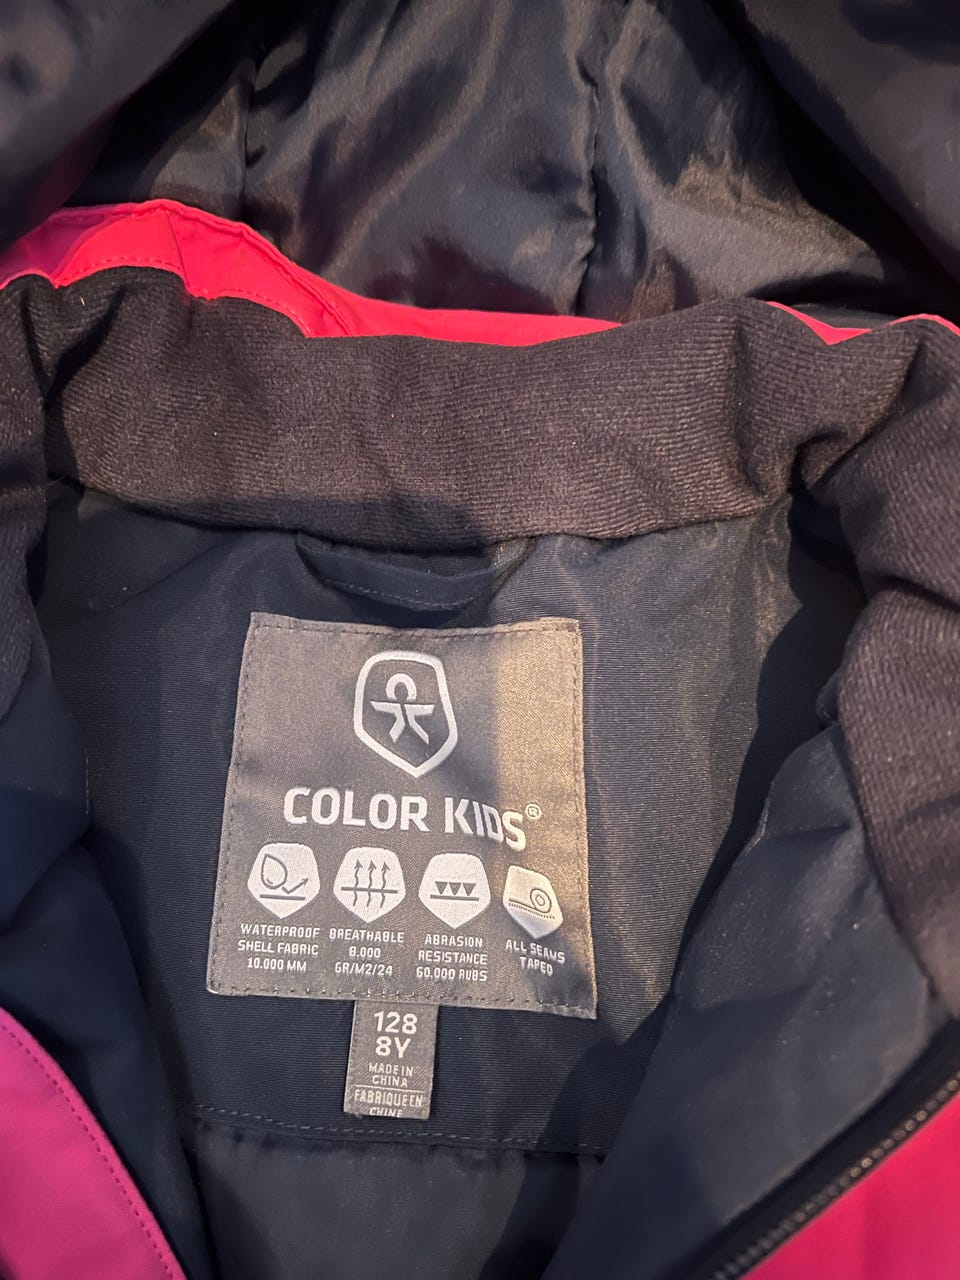 COLOR KIDS®
WATERPROOF
SHELL FABRIC
10.000 MM
BREATHABLE
8.000
GR/M2/24
ABRASION
RESISTANCE
60.000 RUBS
ALL SEAMS
TAPED
128
8Y
MADE IN
CHINA
FABRIQUE EN
CHINE